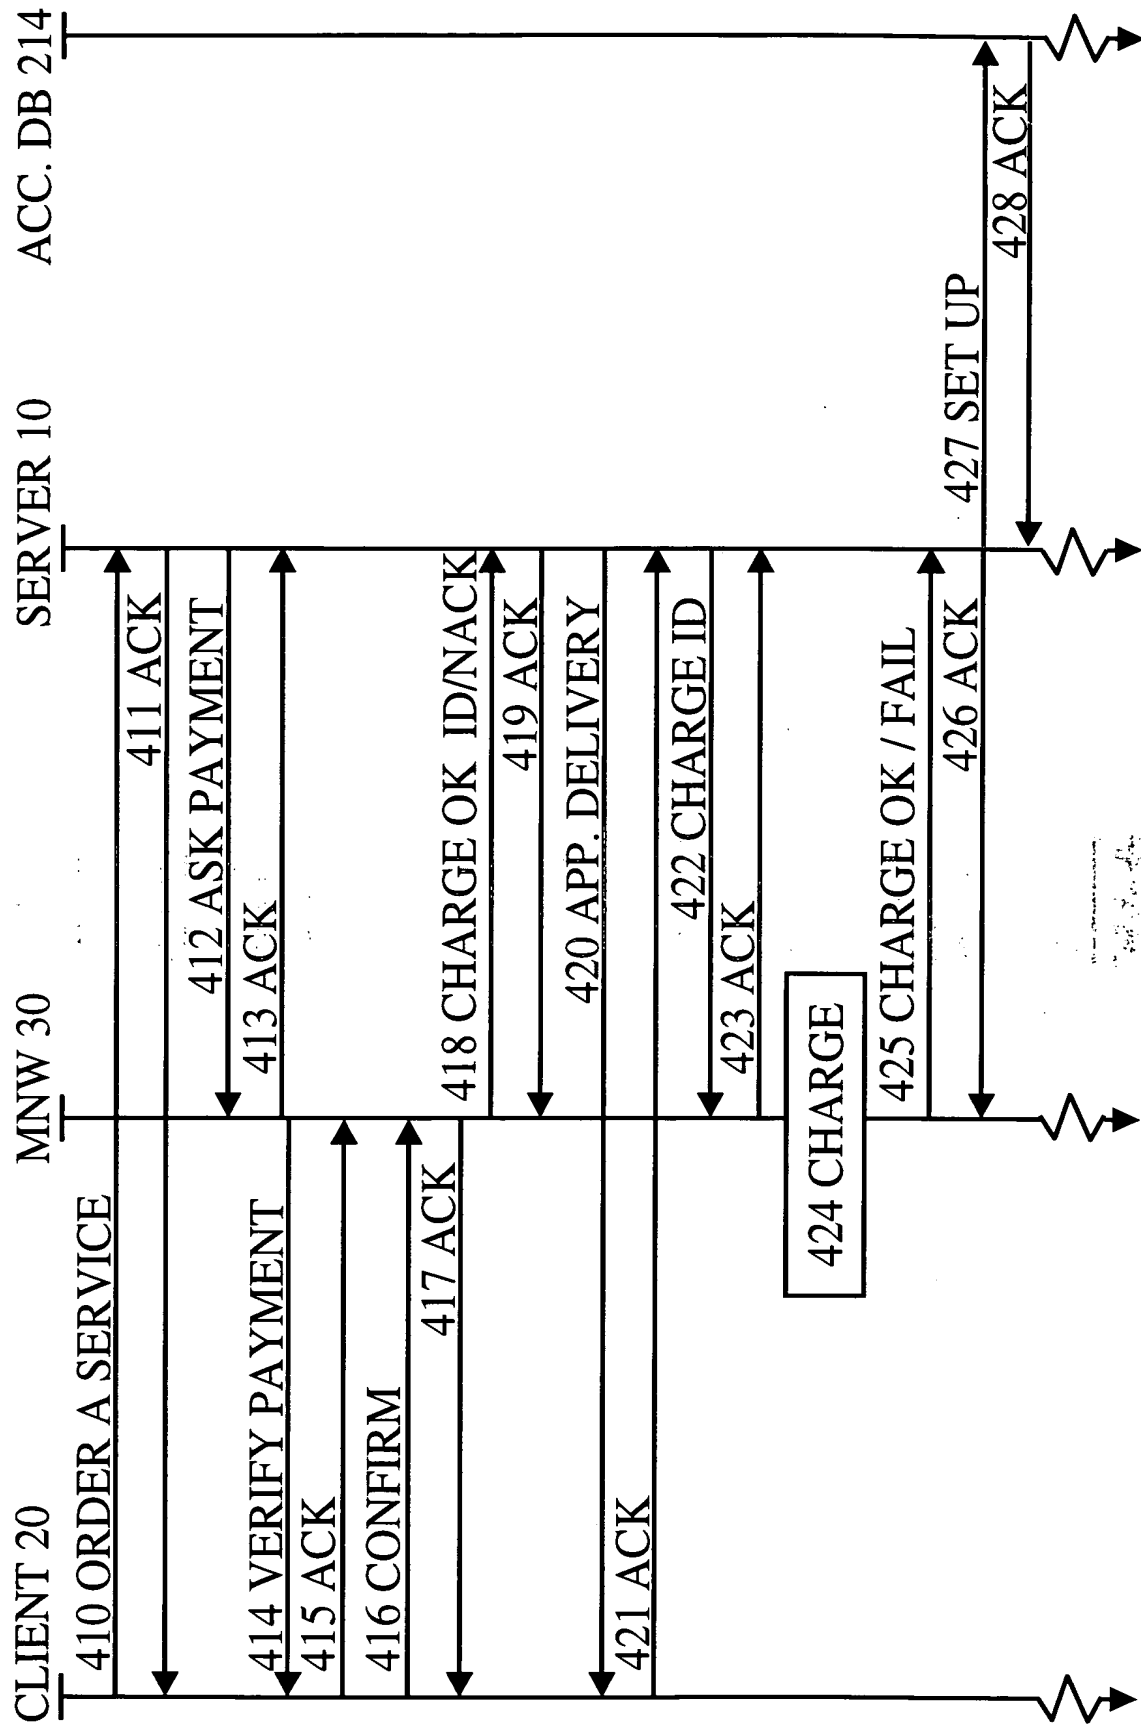 CLIENT 20
MNW 30
SERVER 10
ACC. DB 214
410 ORDER A SERVICE
411 ACK
412 ASK PAYMENT
413 ACK
414 VERIFY PAYMENT
415 ACK
416 CONFIRM
417 ACK
418 CHARGE OK ID/NACK
419 ACK
420 APP. DELIVERY
421 ACK
422 CHARGE ID
423 ACK
424 CHARGE
425 CHARGE OK / FAIL
426 ACK
427 SET UP
428 ACK